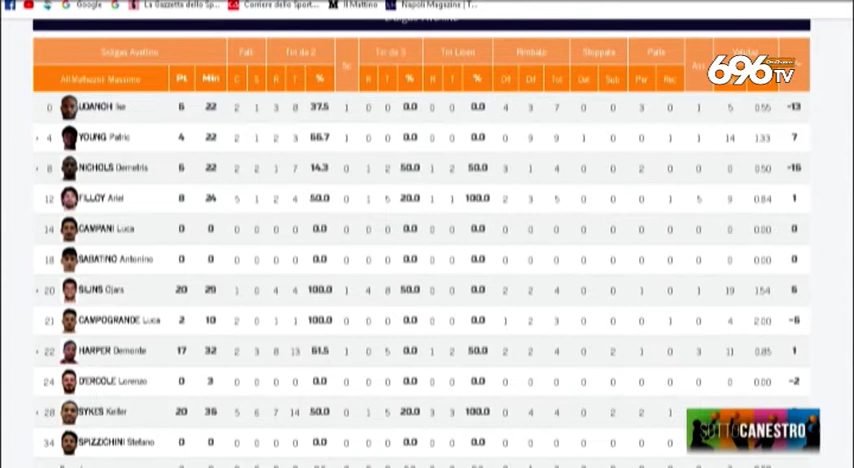 Google La Gazzetta dello Sp... Corriere dello Sport... Il Mattino Napoli Magazine | T...
Sidigas Avellino Falli Tiri da 2 Sc Tiri da 3 Tiri Liberi Rimbalzi Stoppate Palle Ass
All.Maffezzoli Massimo Pt Min C S R T % R T % R T % Of Df Tot Dat Sub Per Rec
696 TV
0 UDANOH Ike 6 22 2 1 3 8 37.5 1 0 0 0.0 0 0 0.0 4 3 7 0 0 3 0 1 5 0.55 -13
4 YOUNG Patric 4 22 2 1 2 3 66.7 1 0 0 0.0 0 0 0.0 0 9 9 1 0 0 1 1 14 1.33 7
8 NICHOLS Demetris 6 22 2 2 1 7 14.3 0 1 2 50.0 1 2 50.0 3 1 4 0 0 2 0 0 0 0.50 -16
12 FILLOY Ariel 8 24 5 1 2 4 50.0 0 1 5 20.0 1 1 100.0 2 3 5 0 0 0 1 5 9 0.84 1
14 CAMPANI Luca 0 0 0 0 0 0 0.0 0 0 0 0.0 0 0 0.0 0 0 0 0 0 0 0 0 0 0.00 0
18 SABATINO Antonino 0 0 0 0 0 0 0.0 0 0 0 0.0 0 0 0.0 0 0 0 0 0 0 0 0 0 0.00 0
20 SILINS Ojars 20 29 1 0 4 4 100.0 1 4 8 50.0 0 0 0.0 2 2 4 0 0 1 0 1 19 1.54 6
21 CAMPOGRANDE Luca 2 10 2 0 1 1 100.0 0 0 0 0.0 0 0 0.0 1 2 3 0 0 0 1 0 4 2.00 -6
22 HARPER Demonte 17 32 2 3 8 13 61.5 1 0 5 0.0 1 2 50.0 2 2 4 0 2 1 0 3 11 0.85 1
24 D'ERCOLE Lorenzo 0 3 0 0 0 0 0.0 0 0 0 0.0 0 0 0.0 0 0 0 0 0 0 0 0 0 0.00 -2
28 SYKES Keifer 20 36 5 6 7 14 50.0 0 1 5 20.0 3 3 100.0 0 4 4 0 2 2 1
34 SPIZZICHINI Stefano 0 0 0 0 0 0 0.0 0 0 0 0.0 0 0 0.0 0 0 0 0 0 0 0
SOTTOCANESTRO